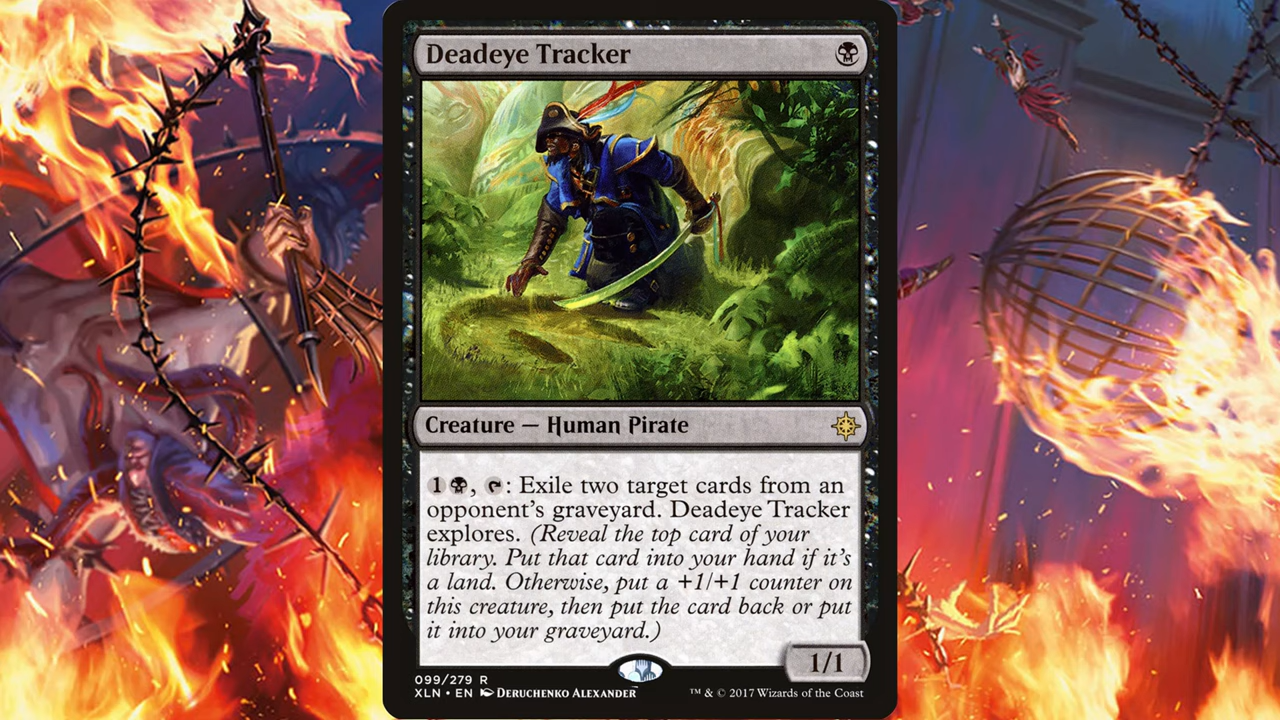 Deadeye Tracker
Creature — Human Pirate
1, : Exile two target cards from an
opponent's graveyard. Deadeye Tracker
explores. (Reveal the top card of your
library. Put that card into your hand if it's
a land. Otherwise, put a +1/+1 counter on
this creature, then put the card back or put
it into your graveyard.)
1/1
099/279 R
XLN • EN DERUCHENKO ALEXANDER
™ & © 2017 Wizards of the Coast